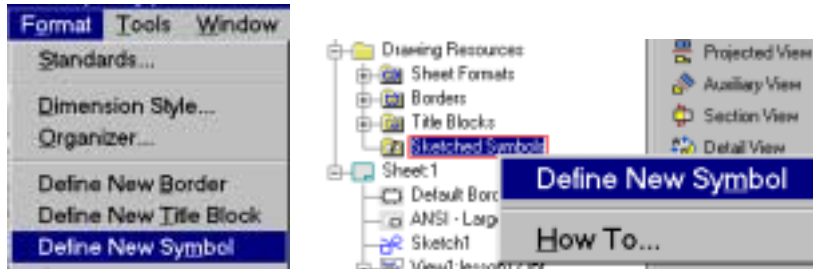 Format Tools Window
Standards...
Dimension Style...
Organizer...
Define New Border
Define New Title Block
Define New Symbol
Drawing Resources
Sheet Formats
Borders
Title Blocks
Sketched Symbols
Sheet:1
Default Bord
ANSI - Large
Sketch1
Projected View
Auxiliary View
Section View
Detail View
Define New Symbol
How To...